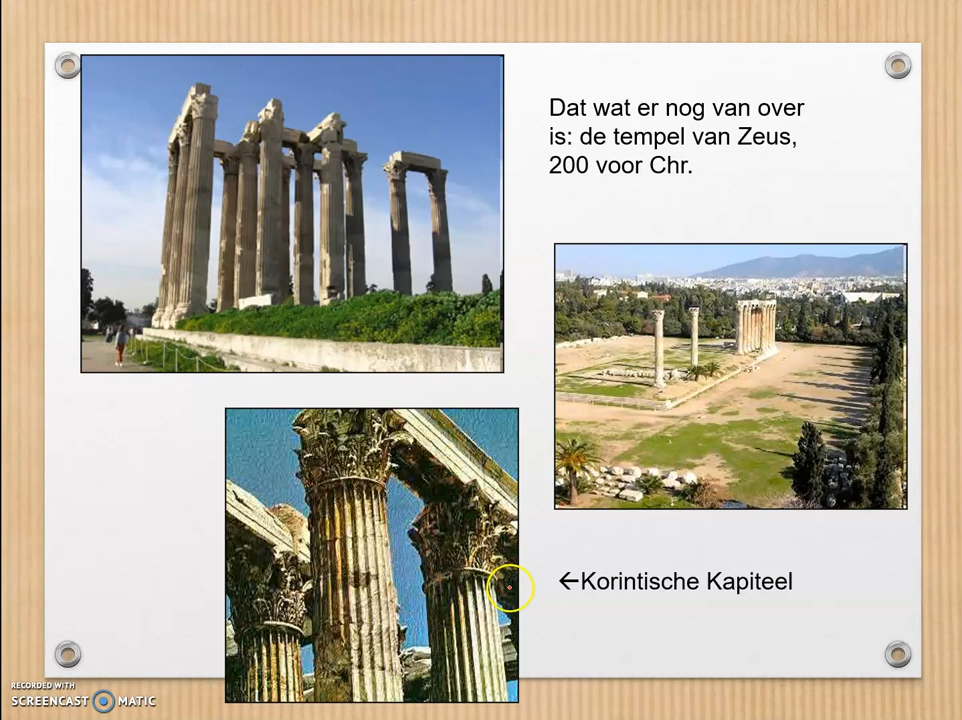 Dat wat er nog van over
is: de tempel van Zeus,
200 voor Chr.
←Korintische Kapiteel
RECORDED WITH
SCREENCAST MATIC